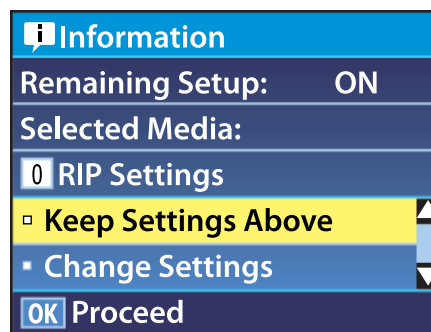 Information
Remaining Setup: ON
Selected Media:
0 RIP Settings
Keep Settings Above
Change Settings
OK Proceed